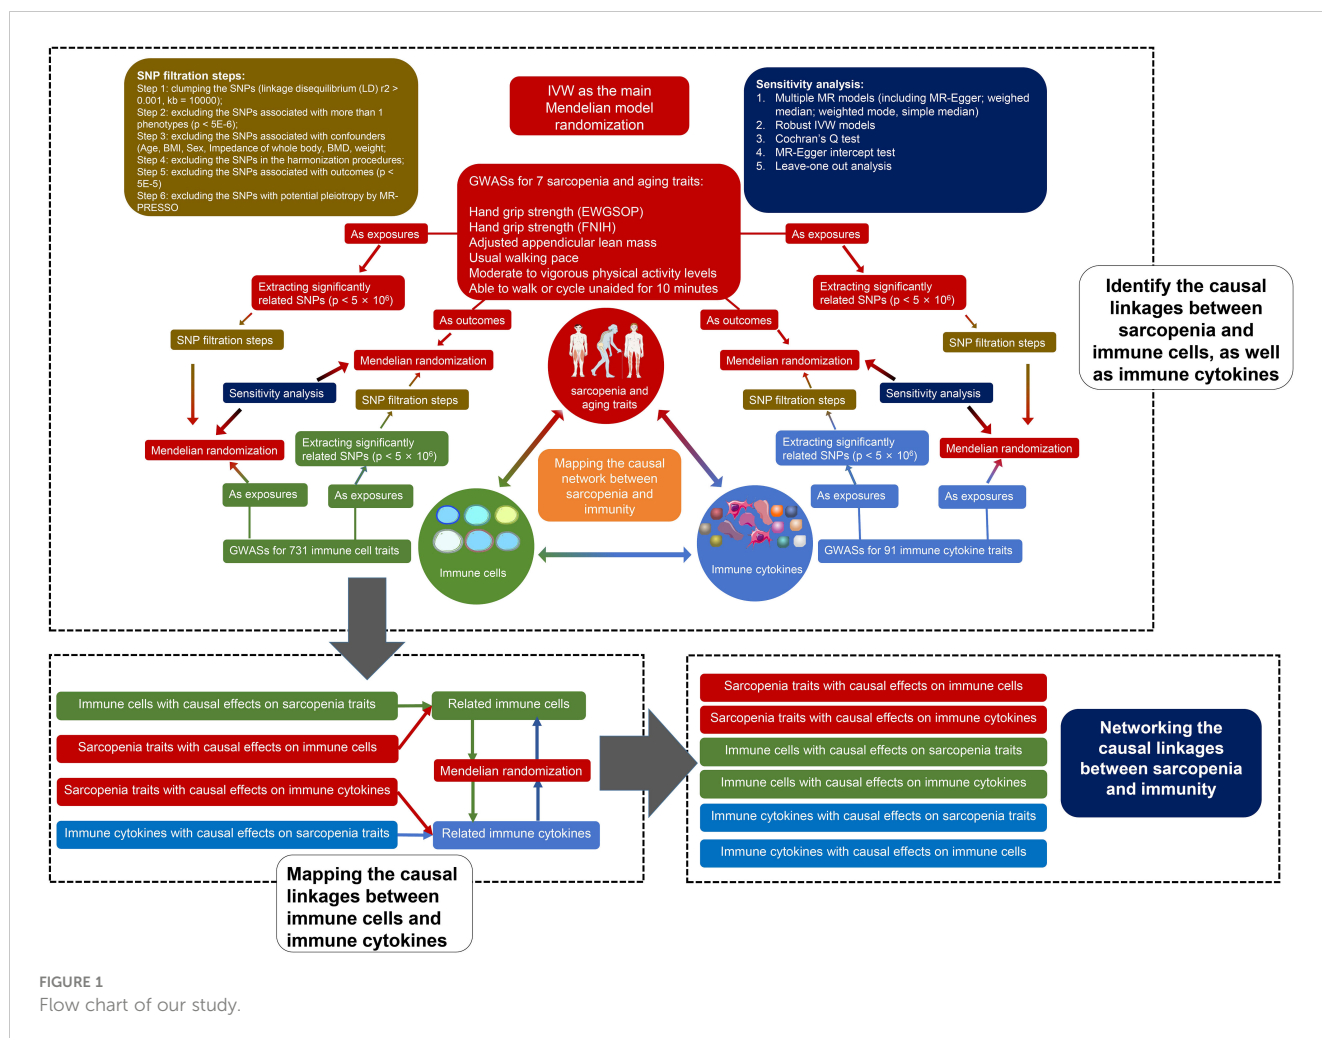 SNP filtration steps:
Step 1: clumping the SNPs (linkage disequilibrium (LD) r2 >
0.001, kb = 10000);
Step 2: excluding the SNPs associated with more than 1
phenotypes (p < 5E-6);
Step 3: excluding the SNPs associated with confounders
(Age, BMI, Sex, Impedance of whole body, BMD, weight;
Step 4: excluding the SNPs in the harmonization procedures;
Step 5: excluding the SNPs associated with outcomes (p <
5E-5)
Step 6: excluding the SNPs with potential pleiotropy by MR-
PRESSO
IVW as the main
Mendelian model
randomization
Sensitivity analysis:
1. Multiple MR models (including MR-Egger; weighed
median; weighted mode, simple median)
2. Robust IVW models
3. Cochran's Q test
4. MR-Egger intercept test
5. Leave-one out analysis
GWASs for 7 sarcopenia and aging traits:
Hand grip strength (EWGSOP)
Hand grip strength (FNIH)
Adjusted appendicular lean mass
Usual walking pace
Moderate to vigorous physical activity levels
Able to walk or cycle unaided for 10 minutes
As exposures
As exposures
Extracting significantly
related SNPs (p < 5 × 10⁶)
Extracting significantly
related SNPs (p < 5 × 10⁶)
As outcomes
As outcomes
SNP filtration steps
SNP filtration steps
Mendelian randomization
Mendelian randomization
Sensitivity analysis
Sensitivity analysis
SNP filtration steps
SNP filtration steps
sarcopenia and
aging traits
Mendelian randomization
Extracting significantly
related SNPs (p < 5 × 10⁶)
Extracting significantly
related SNPs (p < 5 × 10⁶)
Mendelian randomization
Mapping the causal
network between
sarcopenia and
immunity
As exposures
As exposures
As exposures
As exposures
GWASs for 731 immune cell traits
GWASs for 91 immune cytokine traits
Immune cells
Immune cytokines
Identify the causal
linkages between
sarcopenia and
immune cells, as well
as immune cytokines
Immune cells with causal effects on sarcopenia traits
Sarcopenia traits with causal effects on immune cells
Sarcopenia traits with causal effects on immune cytokines
Immune cytokines with causal effects on sarcopenia traits
Related immune cells
Mendelian randomization
Related immune cytokines
Mapping the causal
linkages between
immune cells and
immune cytokines
Sarcopenia traits with causal effects on immune cells
Sarcopenia traits with causal effects on immune cytokines
Immune cells with causal effects on sarcopenia traits
Immune cells with causal effects on immune cytokines
Immune cytokines with causal effects on sarcopenia traits
Immune cytokines with causal effects on immune cells
Networking the
causal linkages
between sarcopenia
and immunity
FIGURE 1
Flow chart of our study.